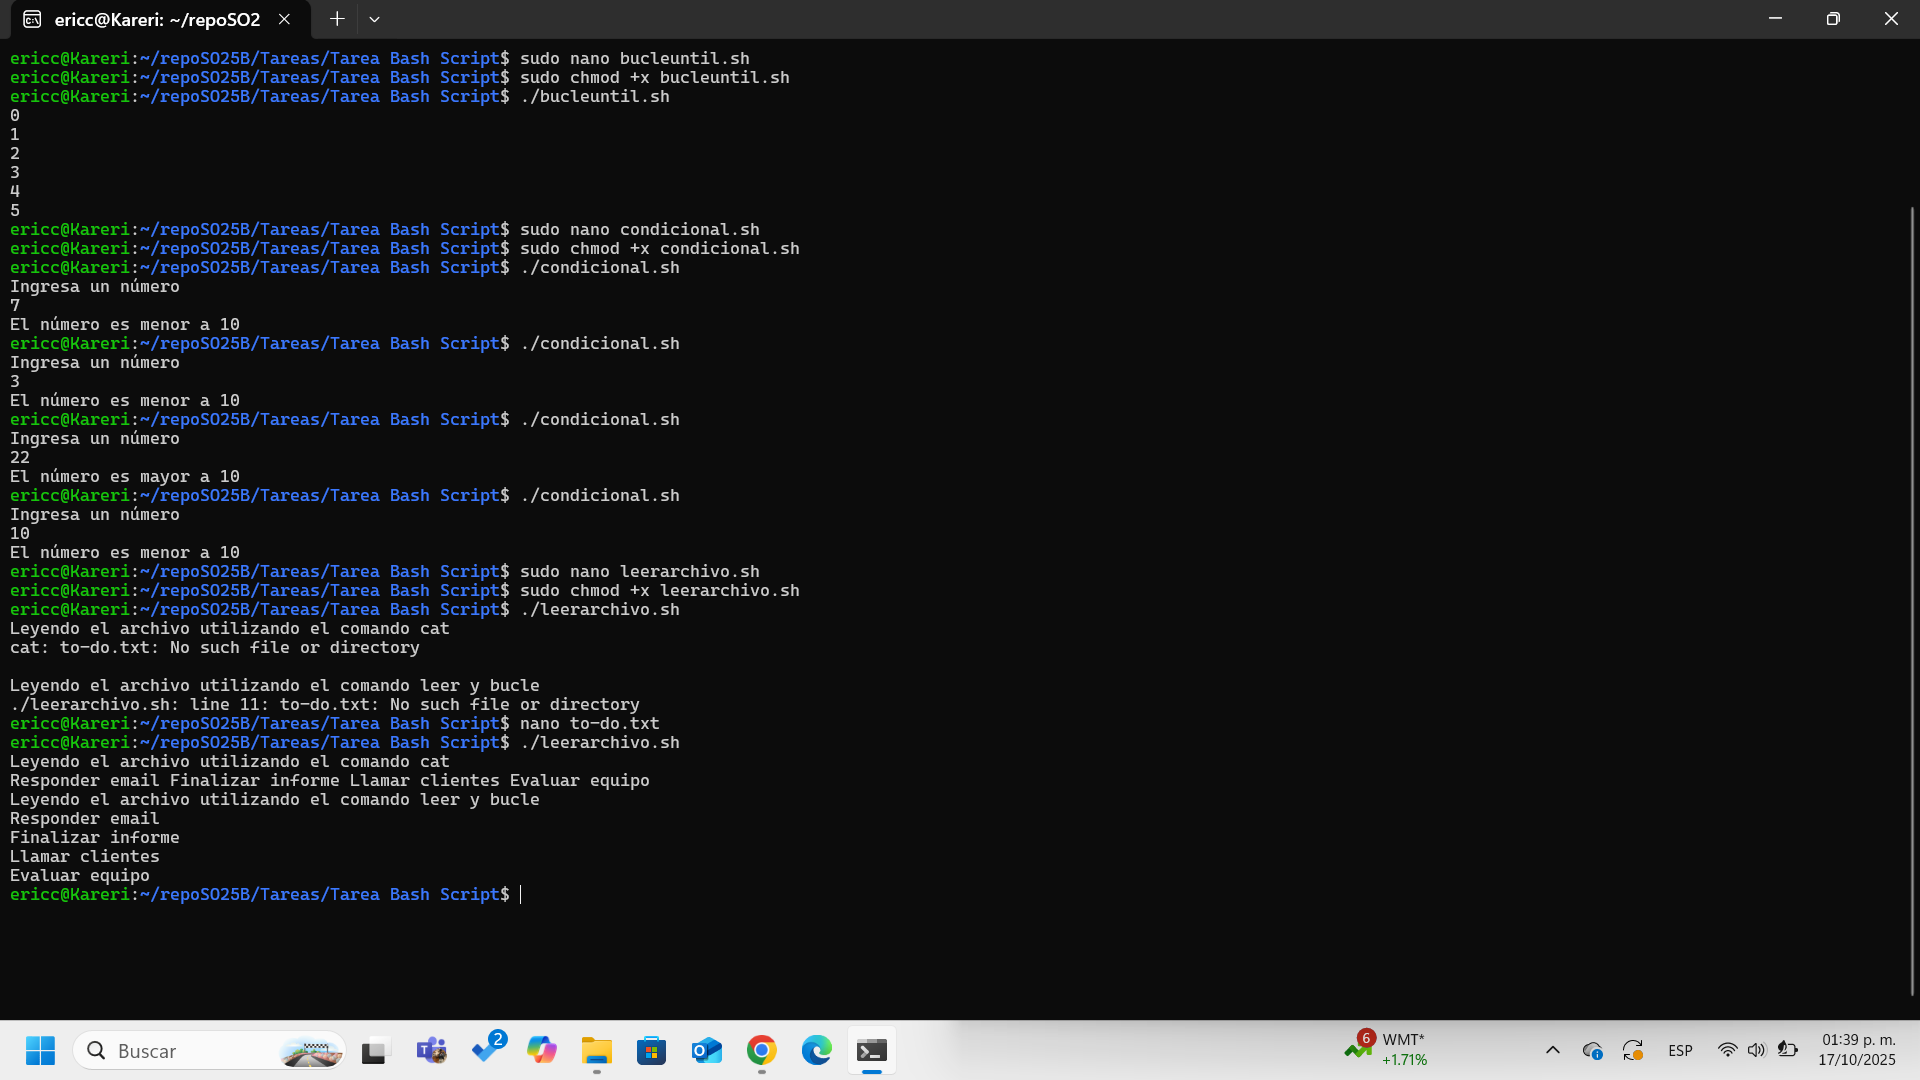 ericc@Kareri: ~/repoSO2
ericc@Kareri:~/repoSO25B/Tareas/Tarea Bash Script$ sudo nano bucleuntil.sh
ericc@Kareri:~/repoSO25B/Tareas/Tarea Bash Script$ sudo chmod +x bucleuntil.sh
ericc@Kareri:~/repoSO25B/Tareas/Tarea Bash Script$ ./bucleuntil.sh
0
1
2
3
4
5
ericc@Kareri:~/repoSO25B/Tareas/Tarea Bash Script$ sudo nano condicional.sh
ericc@Kareri:~/repoSO25B/Tareas/Tarea Bash Script$ sudo chmod +x condicional.sh
ericc@Kareri:~/repoSO25B/Tareas/Tarea Bash Script$ ./condicional.sh
Ingresa un número
7
El número es menor a 10
ericc@Kareri:~/repoSO25B/Tareas/Tarea Bash Script$ ./condicional.sh
Ingresa un número
3
El número es menor a 10
ericc@Kareri:~/repoSO25B/Tareas/Tarea Bash Script$ ./condicional.sh
Ingresa un número
22
El número es mayor a 10
ericc@Kareri:~/repoSO25B/Tareas/Tarea Bash Script$ ./condicional.sh
Ingresa un número
10
El número es menor a 10
ericc@Kareri:~/repoSO25B/Tareas/Tarea Bash Script$ sudo nano leerarchivo.sh
ericc@Kareri:~/repoSO25B/Tareas/Tarea Bash Script$ sudo chmod +x leerarchivo.sh
ericc@Kareri:~/repoSO25B/Tareas/Tarea Bash Script$ ./leerarchivo.sh
Leyendo el archivo utilizando el comando cat
cat: to-do.txt: No such file or directory
Leyendo el archivo utilizando el comando leer y bucle
./leerarchivo.sh: line 11: to-do.txt: No such file or directory
ericc@Kareri:~/repoSO25B/Tareas/Tarea Bash Script$ nano to-do.txt
ericc@Kareri:~/repoSO25B/Tareas/Tarea Bash Script$ ./leerarchivo.sh
Leyendo el archivo utilizando el comando cat
Responder email Finalizar informe Llamar clientes Evaluar equipo
Leyendo el archivo utilizando el comando leer y bucle
Responder email
Finalizar informe
Llamar clientes
Evaluar equipo
ericc@Kareri:~/repoSO25B/Tareas/Tarea Bash Script$
Buscar
2
6
WMT*
+1.71%
ESP
01:39 p. m.
17/10/2025